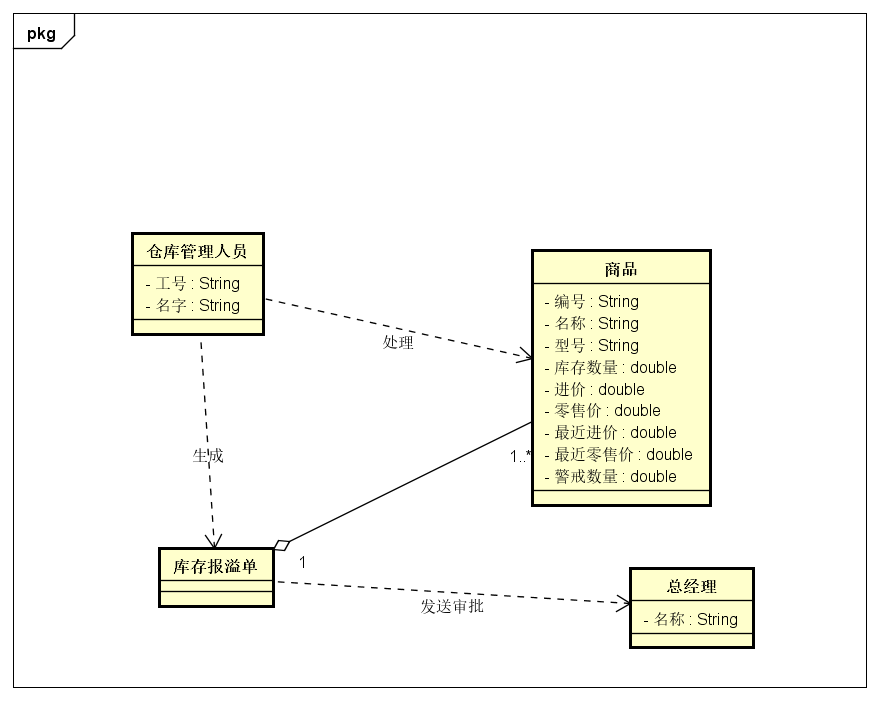 pkg
仓库管理人员
- 工号 : String
- 名字 : String
商品
- 编号 : String
- 名称 : String
- 型号 : String
- 库存数量 : double
- 进价 : double
- 零售价 : double
- 最近进价 : double
- 最近零售价 : double
- 警戒数量 : double
处理
生成
1..*
1
库存报溢单
发送审批
总经理
- 名称 : String